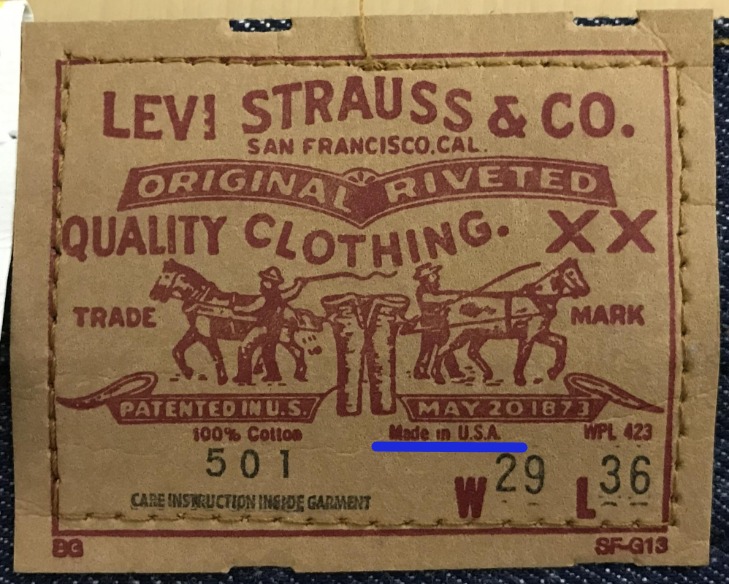 LEVI STRAUSS & CO.
SAN FRANCISCO, CAL.
ORIGINAL RIVETED
QUALITY CLOTHING. XX
TRADE MARK
PATENTED IN U.S. MAY 20 1873
100% Cotton Made in U.S.A. WPL 423
501 W 29 L 36
CARE INSTRUCTION INSIDE GARMENT
BG SF-G13